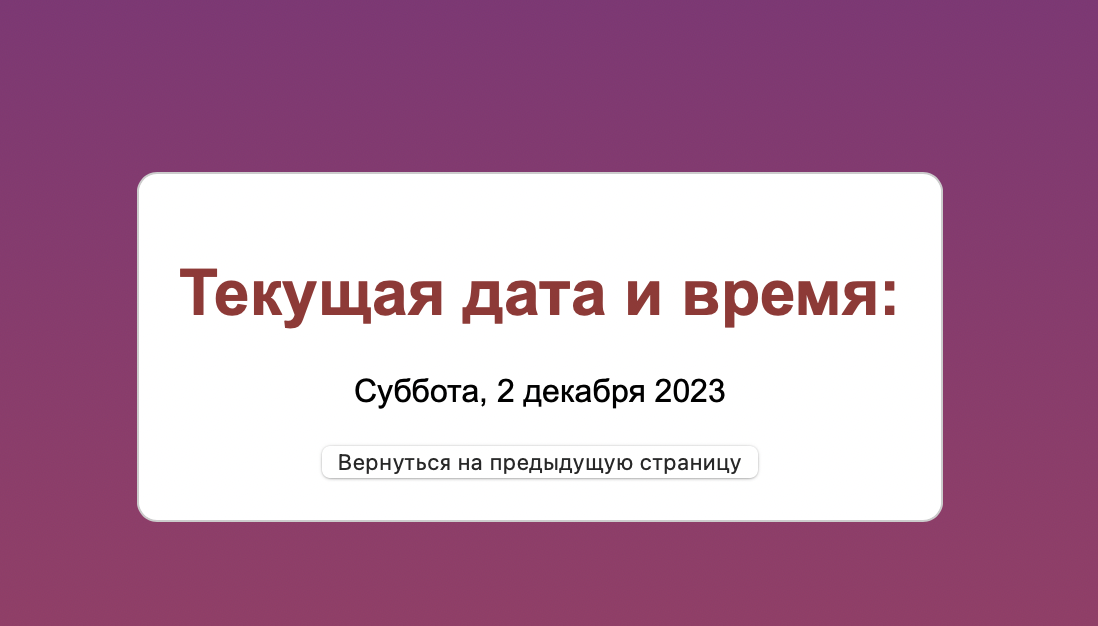 Текущая дата и время:
Суббота, 2 декабря 2023
Вернуться на предыдущую страницу